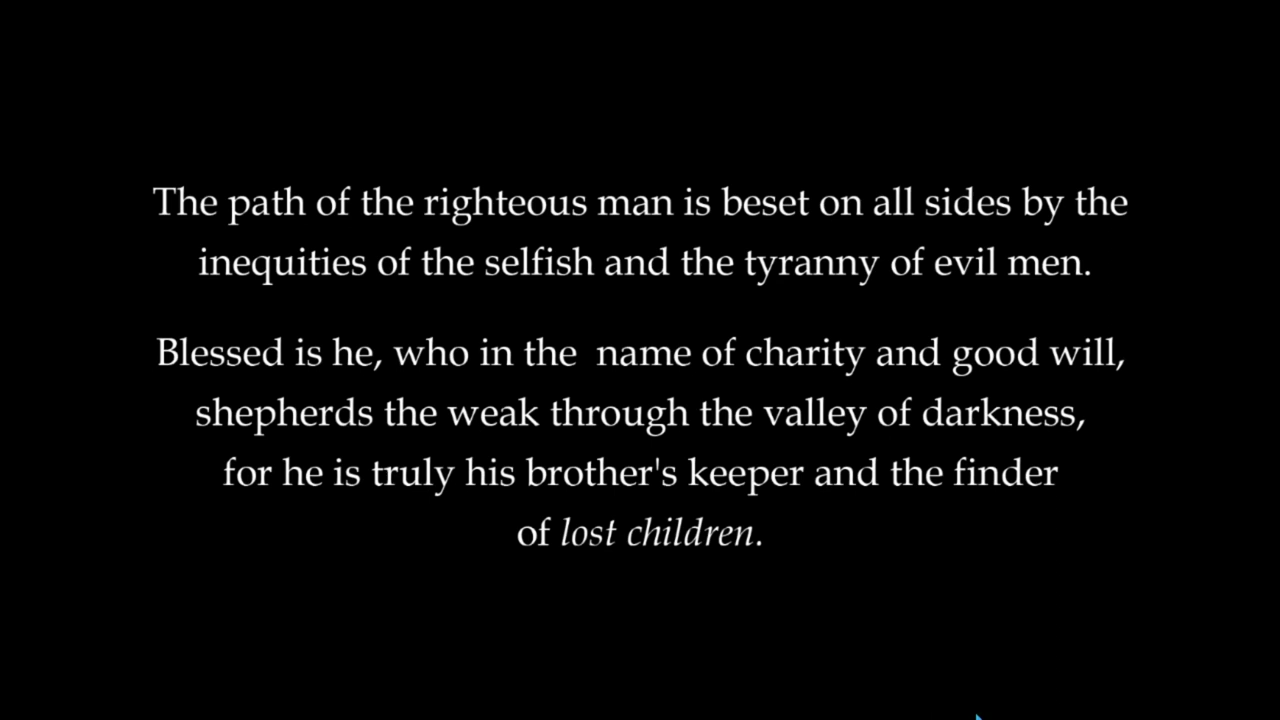 The path of the righteous man is beset on all sides by the
inequities of the selfish and the tyranny of evil men.
Blessed is he, who in the  name of charity and good will,
shepherds the weak through the valley of darkness,
for he is truly his brother's keeper and the finder
of lost children.